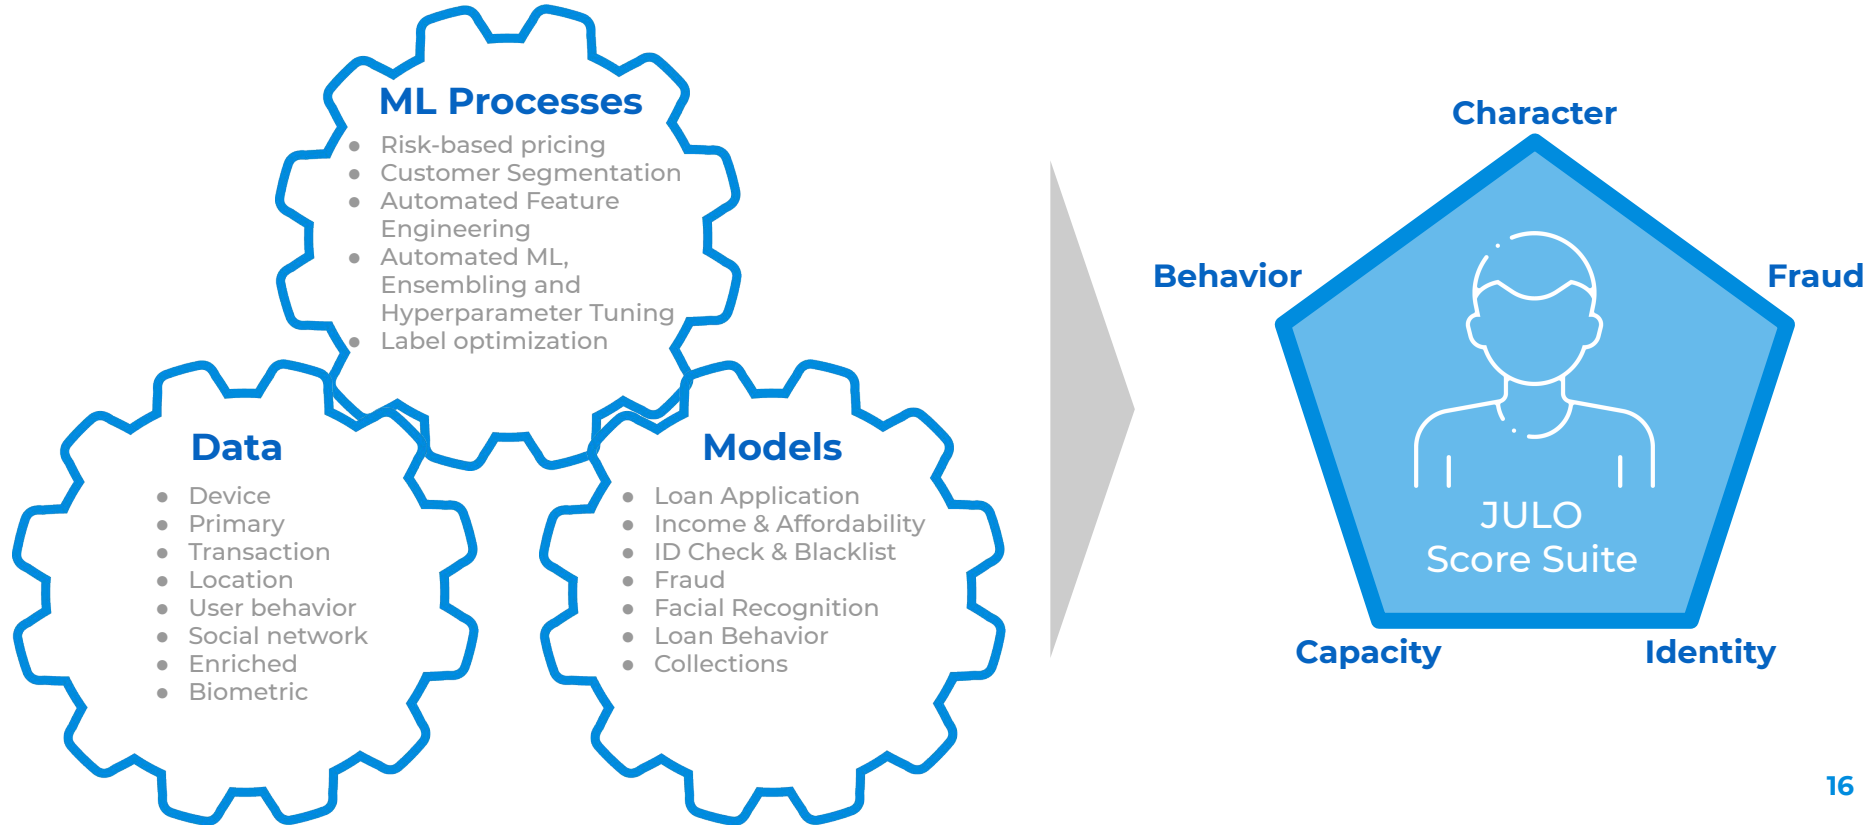 ML Processes
● Risk-based pricing
● Customer Segmentation
● Automated Feature
Engineering
● Automated ML,
Ensembling and
Hyperparameter Tuning
● Label optimization
Data
● Device
● Primary
● Transaction
● Location
● User behavior
● Social network
● Enriched
● Biometric
Models
● Loan Application
● Income & Affordability
● ID Check & Blacklist
● Fraud
● Facial Recognition
● Loan Behavior
● Collections
Character
Behavior
Fraud
JULO
Score Suite
Capacity
Identity
16